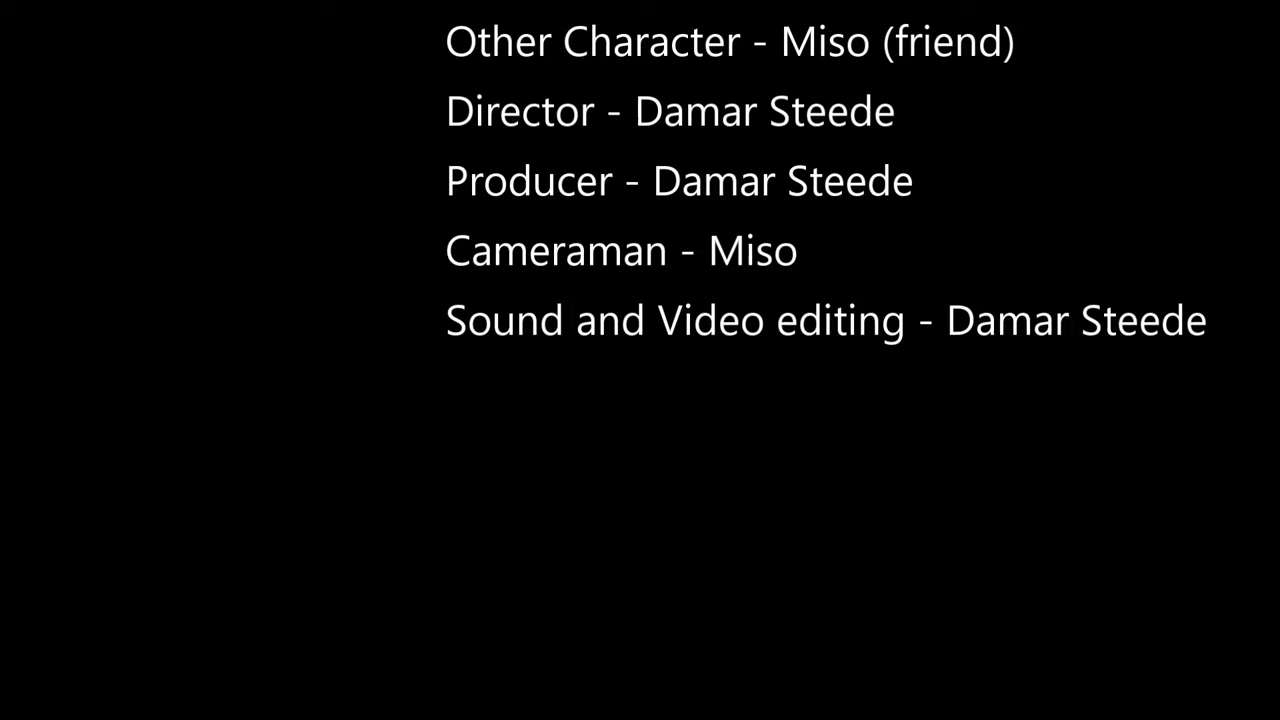 Other Character - Miso (friend)
Director - Damar Steede
Producer - Damar Steede
Cameraman - Miso
Sound and Video editing - Damar Steede